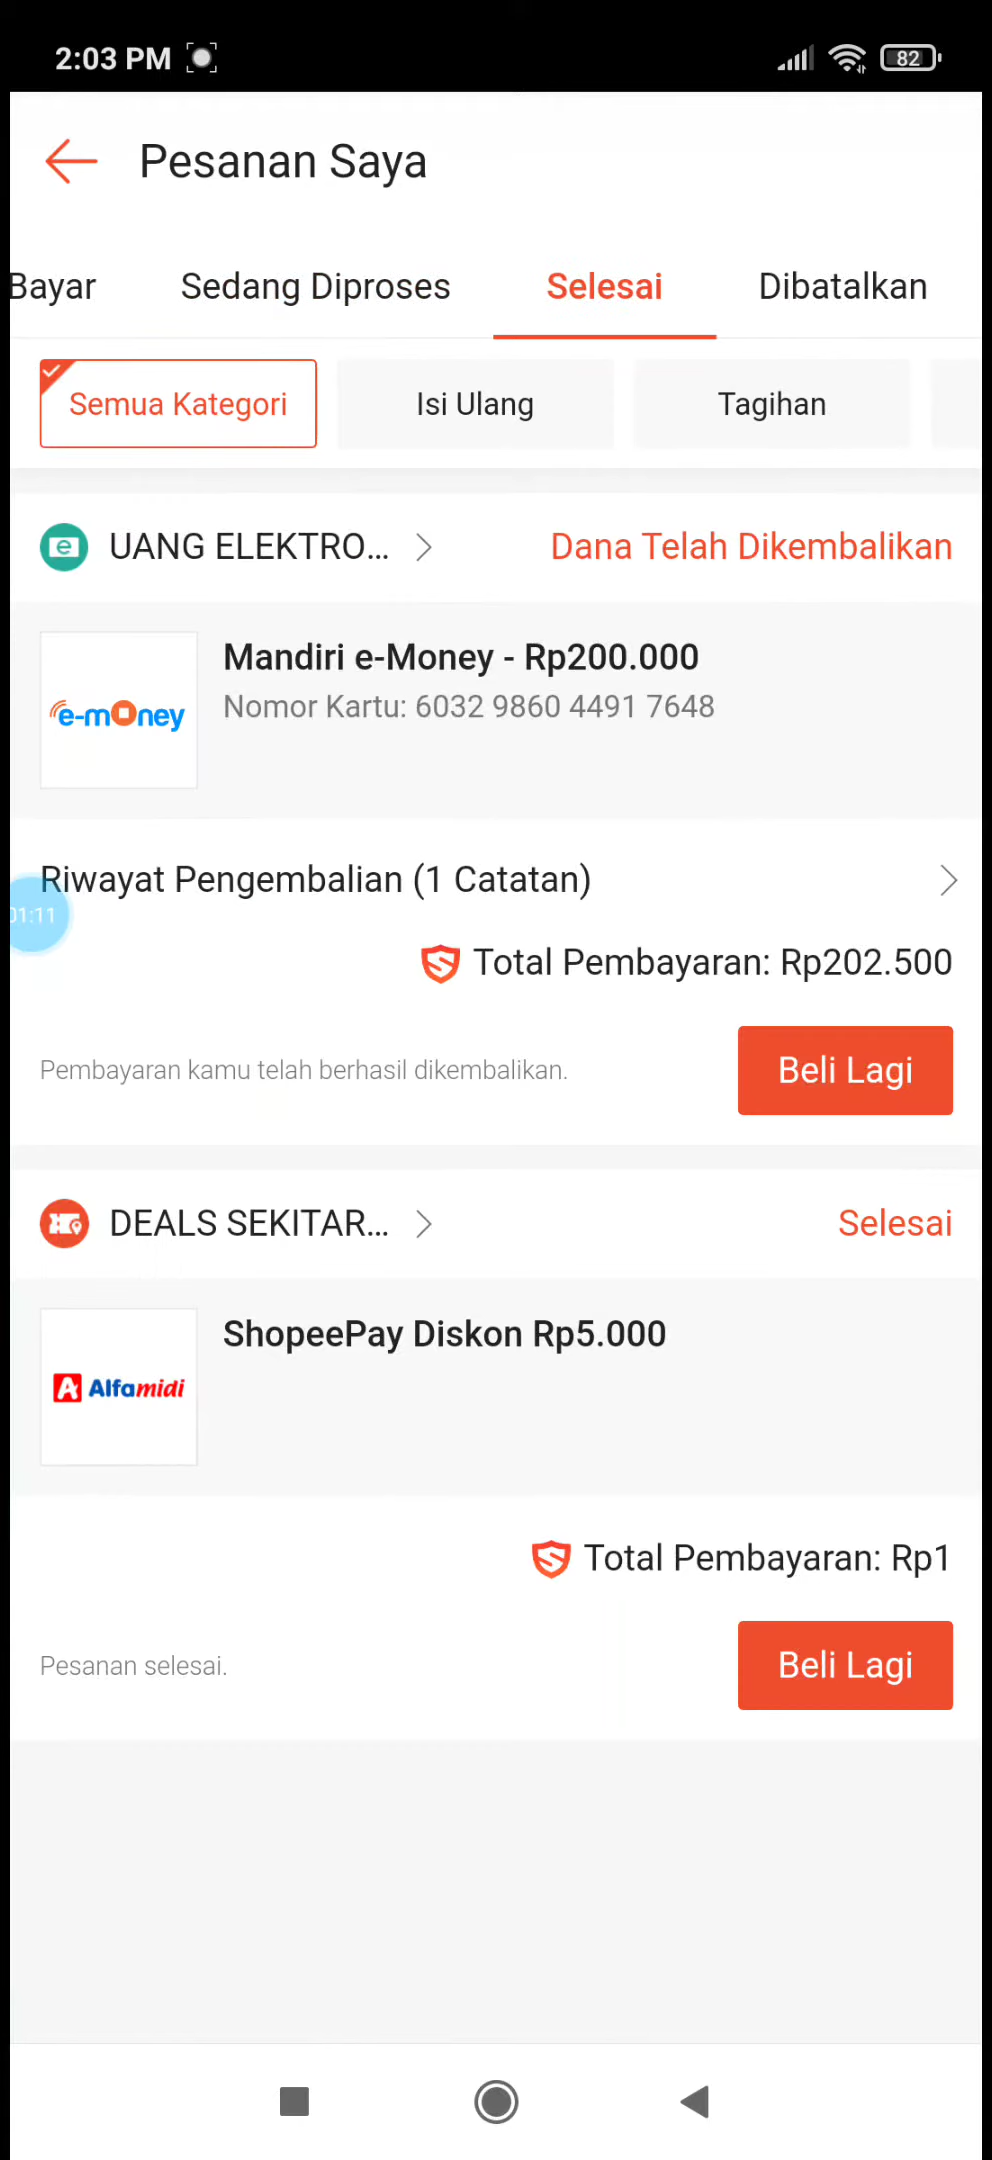 2:03 PM
82
Pesanan Saya
Bayar Sedang Diproses Selesai Dibatalkan
Semua Kategori Isi Ulang Tagihan
UANG ELEKTRO... Dana Telah Dikembalikan
e-money
Mandiri e-Money - Rp200.000
Nomor Kartu: 6032 9860 4491 7648
Riwayat Pengembalian (1 Catatan)
01:11
Total Pembayaran: Rp202.500
Pembayaran kamu telah berhasil dikembalikan.
Beli Lagi
DEALS SEKITAR... Selesai
Alfamidi
ShopeePay Diskon Rp5.000
Total Pembayaran: Rp1
Pesanan selesai.
Beli Lagi